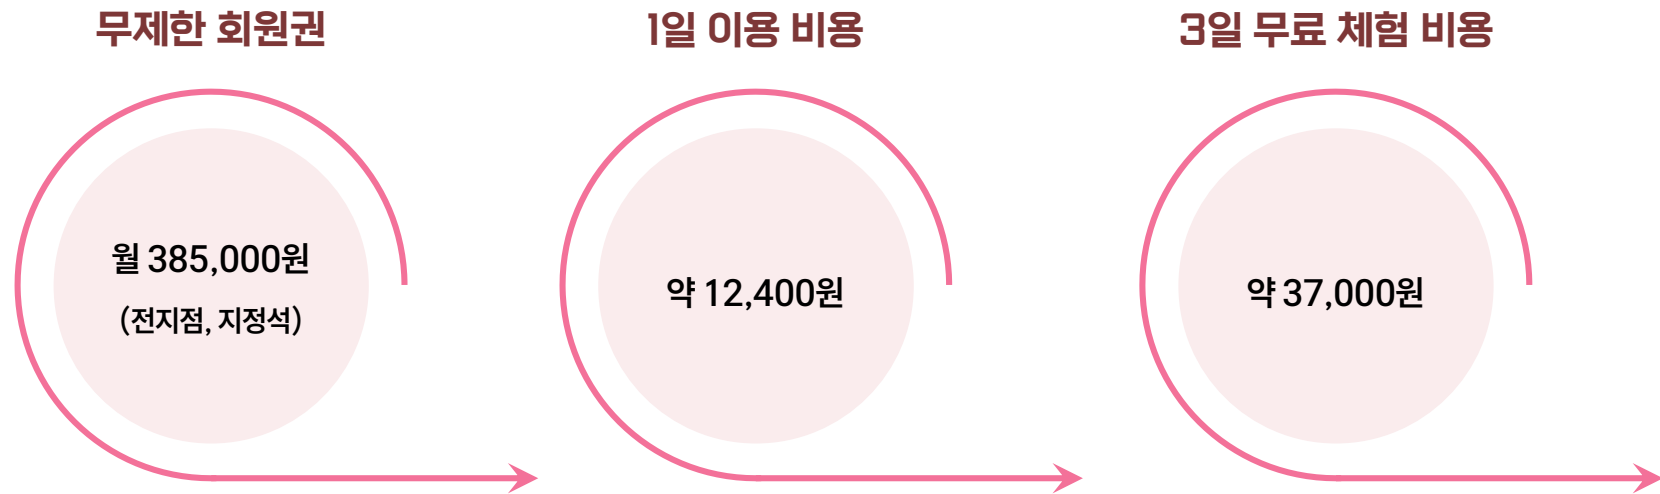 무제한 회원권
월 385,000원
(전지점, 지정석)
1일 이용 비용
약 12,400원
3일 무료 체험 비용
약 37,000원